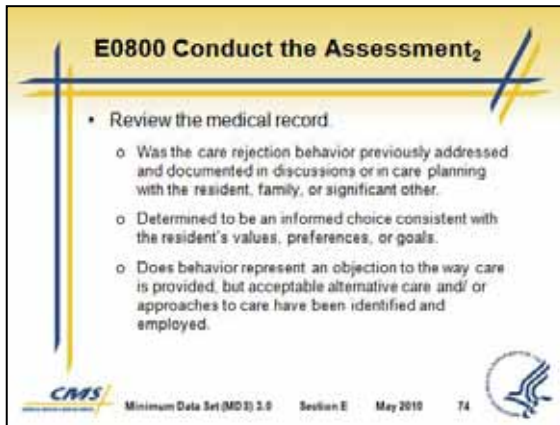 E0800 Conduct the Assessment2
• Review the medical record
o Was the care rejection behavior previously addressed
and documented in discussions or in care planning
with the resident, family, or significant other.
o Determined to be an informed choice consistent with
the resident's values, preferences, or goals.
o Does behavior represent an objection to the way care
is provided, but acceptable alternative care and/ or
approaches to care have been identified and
employed.
CMS
Minimum Data Set (MDS) 3.0 Section E May 2010 74